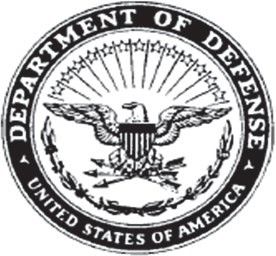 DEPARTMENT OF DEFENSE
UNITED STATES OF AMERICA